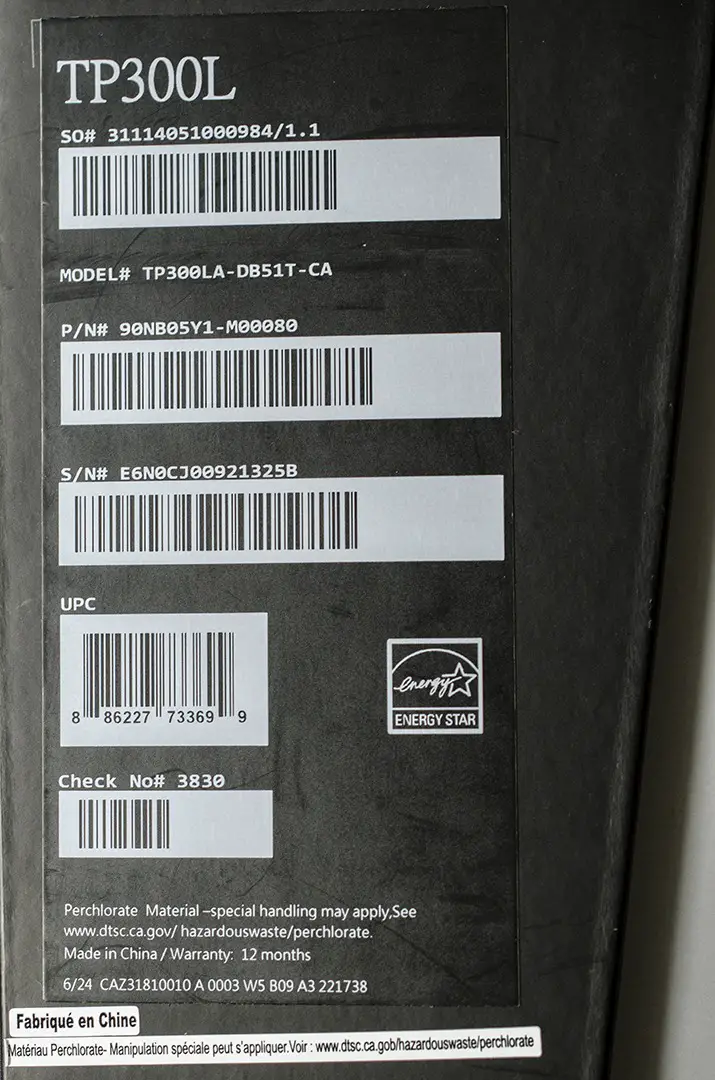 TP300L
SO# 31114051000984/1.1
MODEL# TP300LA-DB51T-CA
P/N# 90NB05Y1-M00080
S/N# E6N0CJ00921325B
UPC
8 86227 73369 9
energy
ENERGY STAR
Check No# 3830
Perchlorate Material –special handling may apply,See
www.dtsc.ca.gov/ hazardouswaste/perchlorate.
Made in China / Warranty: 12 months
6/24 CAZ31810010 A 0003 W5 B09 A3 221738
Fabriqué en Chine
Matériau Perchlorate- Manipulation spéciale peut s'appliquer.Voir : www.dtsc.ca.gob/hazardouswaste/perchlorate